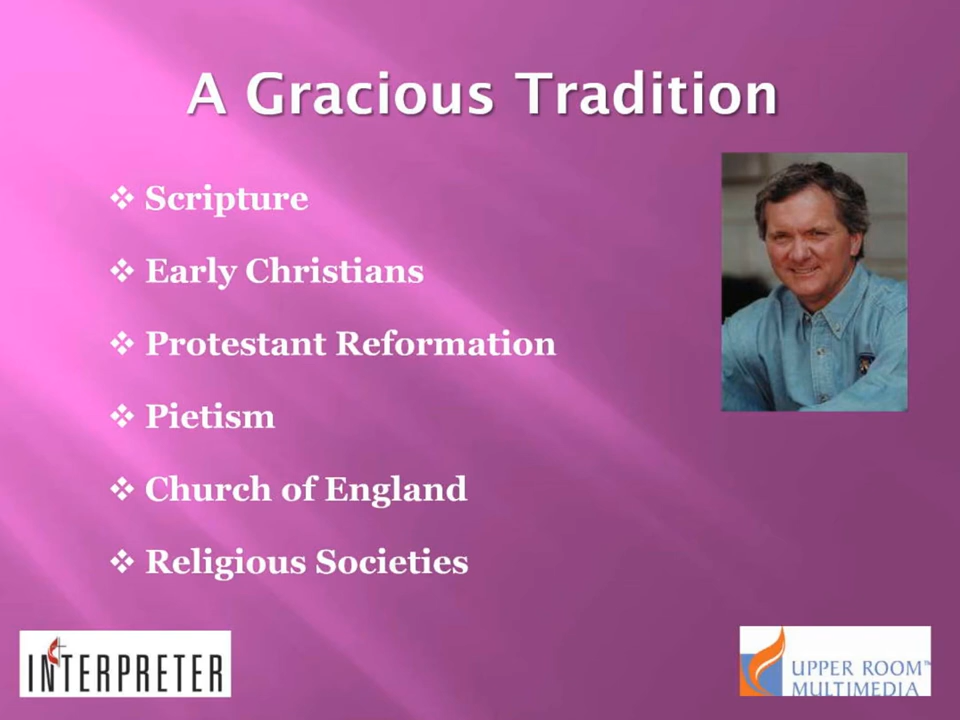 A Gracious Tradition
❖ Scripture
❖ Early Christians
❖ Protestant Reformation
❖ Pietism
❖ Church of England
❖ Religious Societies
INTERPRETER
UPPER ROOM™
MULTIMEDIA